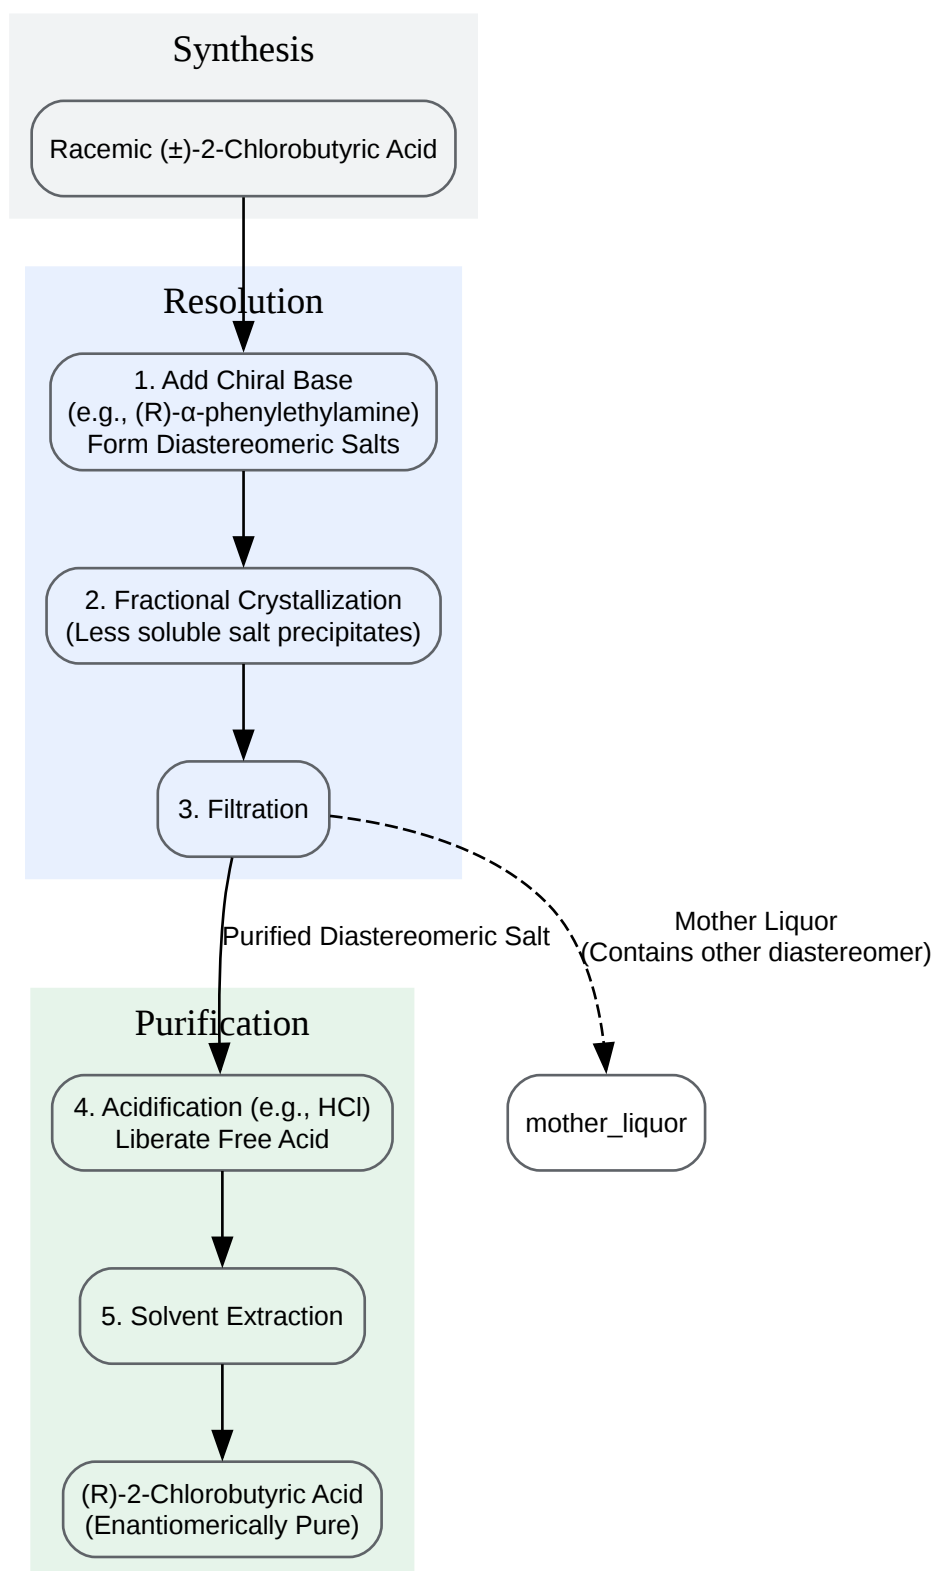 Synthesis
Racemic (±)-2-Chlorobutyric Acid
Resolution
1. Add Chiral Base
(e.g., (R)-α-phenylethylamine)
Form Diastereomeric Salts
2. Fractional Crystallization
(Less soluble salt precipitates)
3. Filtration
Purified Diastereomeric Salt
Mother Liquor
(Contains other diastereomer)
Purification
4. Acidification (e.g., HCl)
Liberate Free Acid
mother_liquor
5. Solvent Extraction
(R)-2-Chlorobutyric Acid
(Enantiomerically Pure)